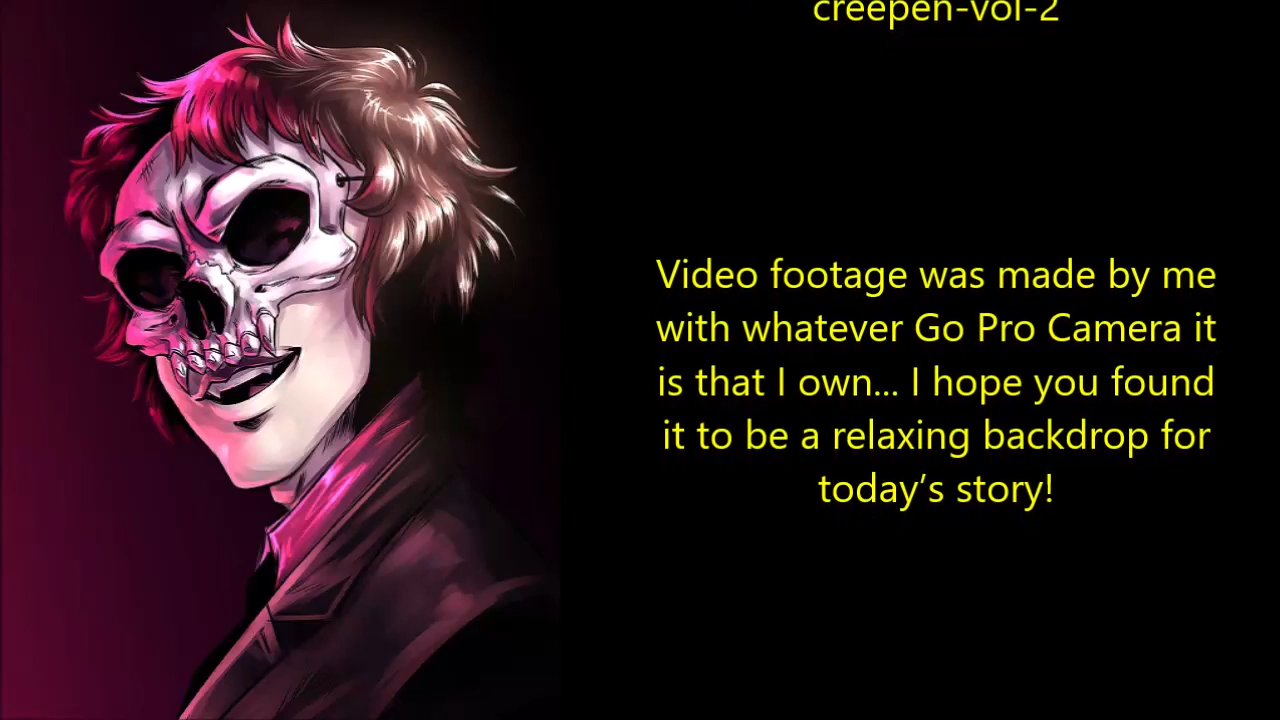 creepen-vol-2
Video footage was made by me
with whatever Go Pro Camera it
is that I own... I hope you found
it to be a relaxing backdrop for
today’s story!